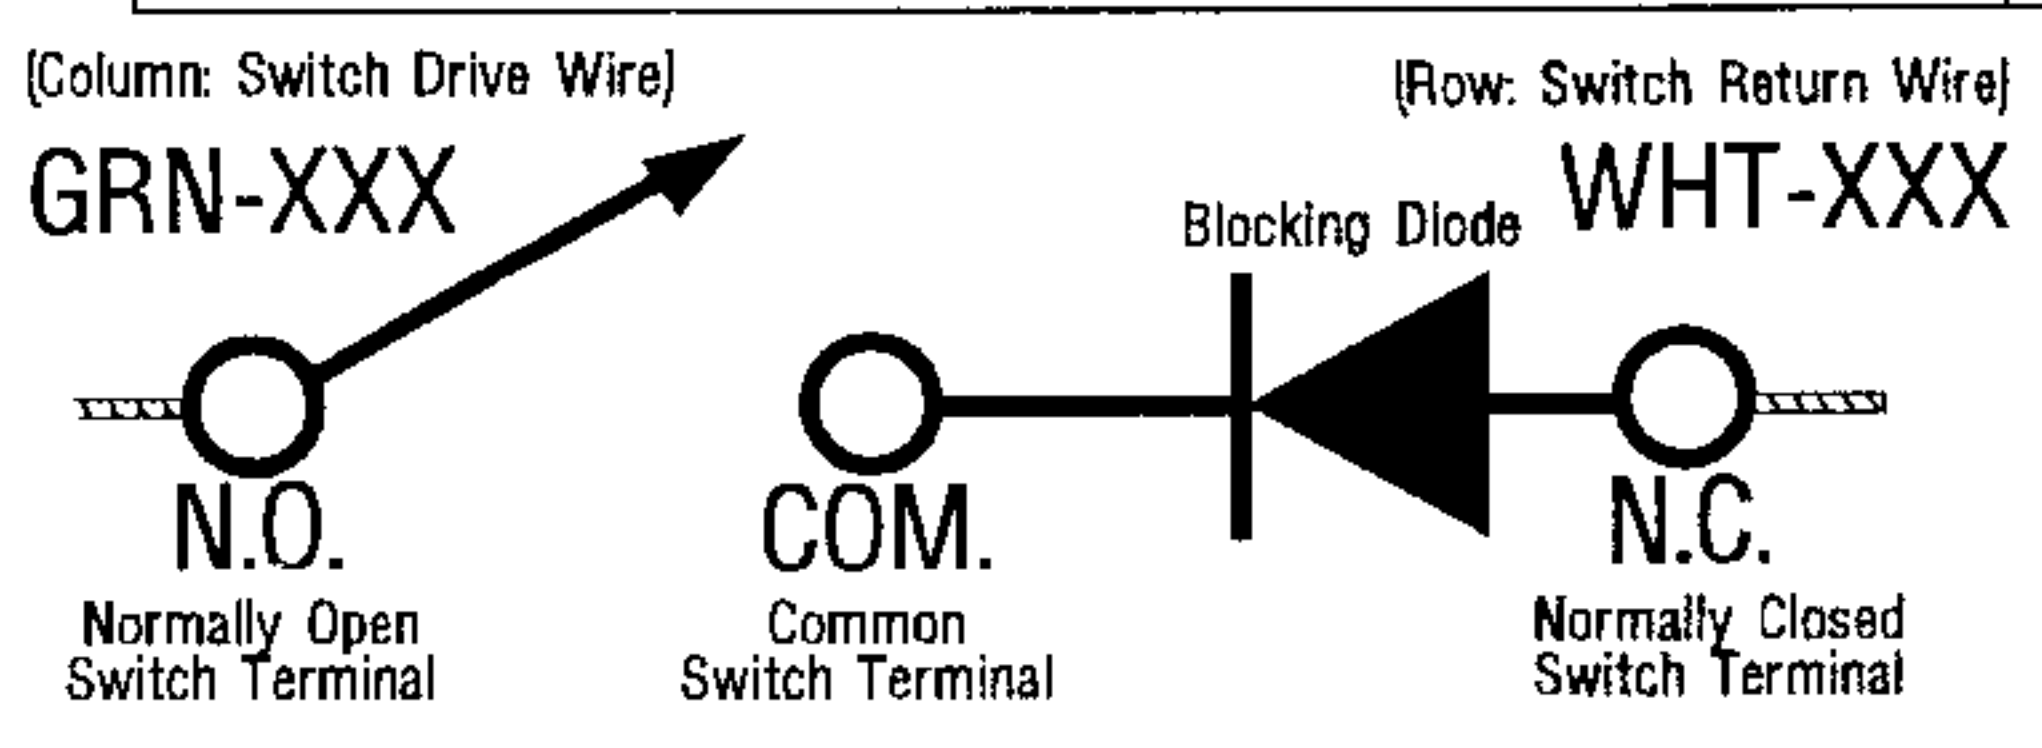 (Column: Switch Drive Wire)
(Row: Switch Return Wire)
GRN-XXX
WHT-XXX
Blocking Diode
N.O.
COM.
N.C.
Normally Open
Switch Terminal
Common
Switch Terminal
Normally Closed
Switch Terminal